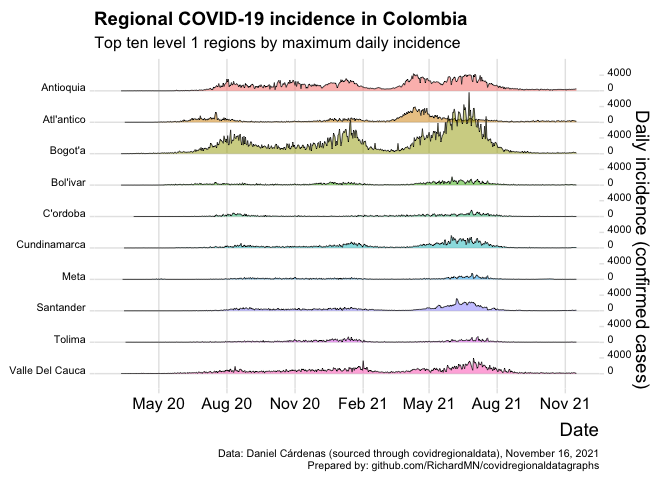 Regional COVID-19 incidence in Colombia
Top ten level 1 regions by maximum daily incidence
Antioquia
Atl'antico
Bogot'a
Bol'ivar
C'ordoba
Cundinamarca
Meta
Santander
Tolima
Valle Del Cauca
4000
0
4000
0
4000
0
4000
0
4000
0
4000
0
4000
0
4000
0
4000
0
4000
0
Daily incidence (confirmed cases)
May 20 Aug 20 Nov 20 Feb 21 May 21 Aug 21 Nov 21
Date
Data: Daniel Cárdenas (sourced through covidregionaldata), November 16, 2021
Prepared by: github.com/RichardMN/covidregionaldatagraphs